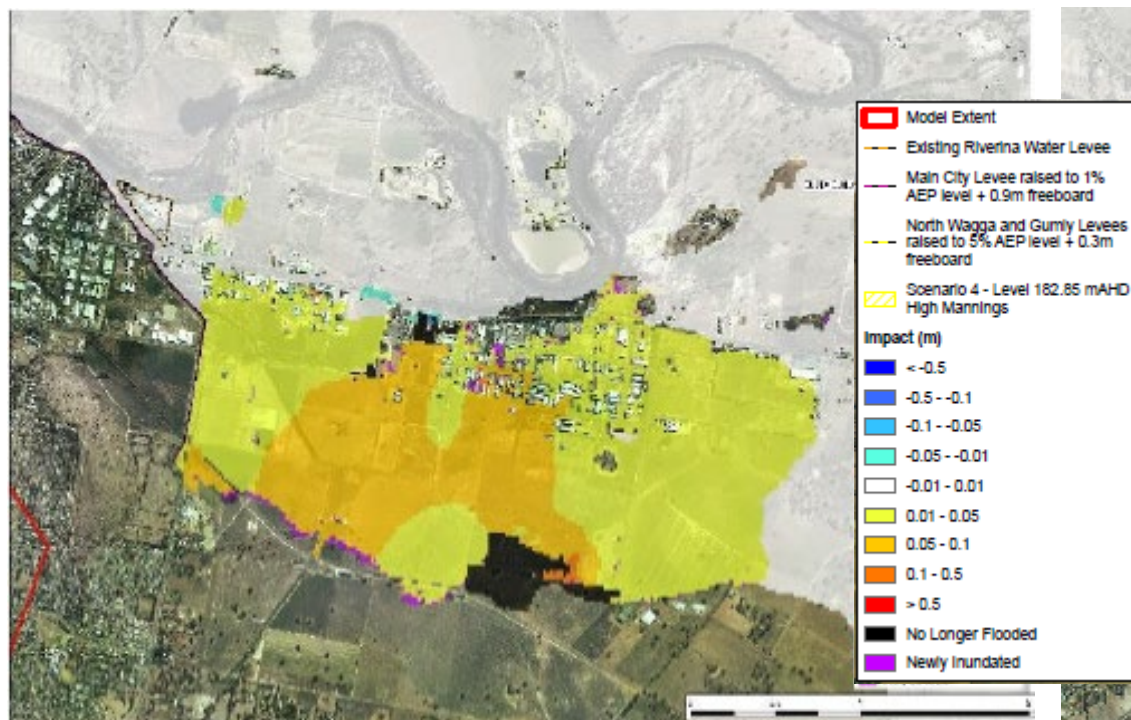 Model Extent
Existing Riverina Water Levee
Main City Levee raised to 1%
AEP level + 0.9m freeboard
North Wagga and Gumly Levees
raised to 5% AEP level + 0.3m
freeboard
Scenario 4 - Level 182.85 mAHD
High Mannings
Impact (m)
< -0.5
-0.5 - -0.1
-0.1 - -0.05
-0.05 - -0.01
-0.01 - 0.01
0.01 - 0.05
0.05 - 0.1
0.1 - 0.5
> 0.5
No Longer Flooded
Newly Inundated